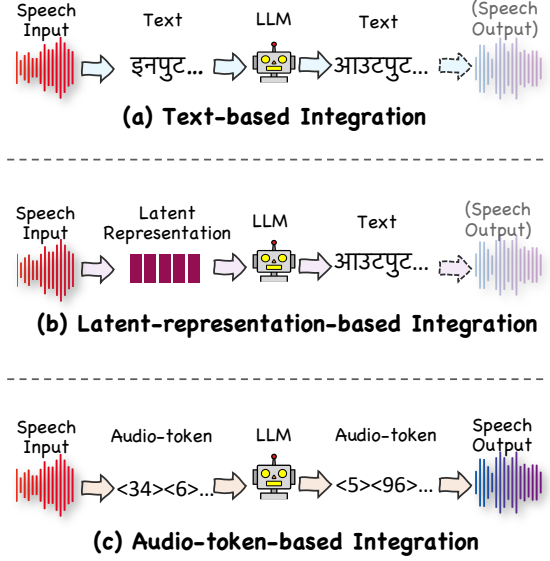 Speech Input
Text
LLM
Text
(Speech Output)
इनपुट...
आउटपुट...
(a) Text-based Integration
Speech Input
Latent Representation
LLM
Text
(Speech Output)
आउटपुट...
(b) Latent-representation-based Integration
Speech Input
Audio-token
LLM
Audio-token
Speech Output
<34><6>...
<5><96>...
(c) Audio-token-based Integration